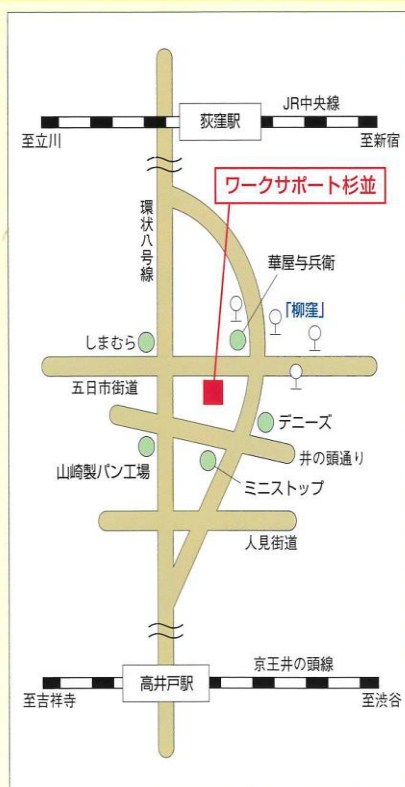 JR中央線
荻窪駅
至立川
至新宿
ワークサポート杉並
環状八号線
華屋与兵衛
「柳窪」
しまむら
五日市街道
デニーズ
井の頭通り
山崎製パン工場
ミニストップ
人見街道
京王井の頭線
高井戸駅
至吉祥寺
至渋谷